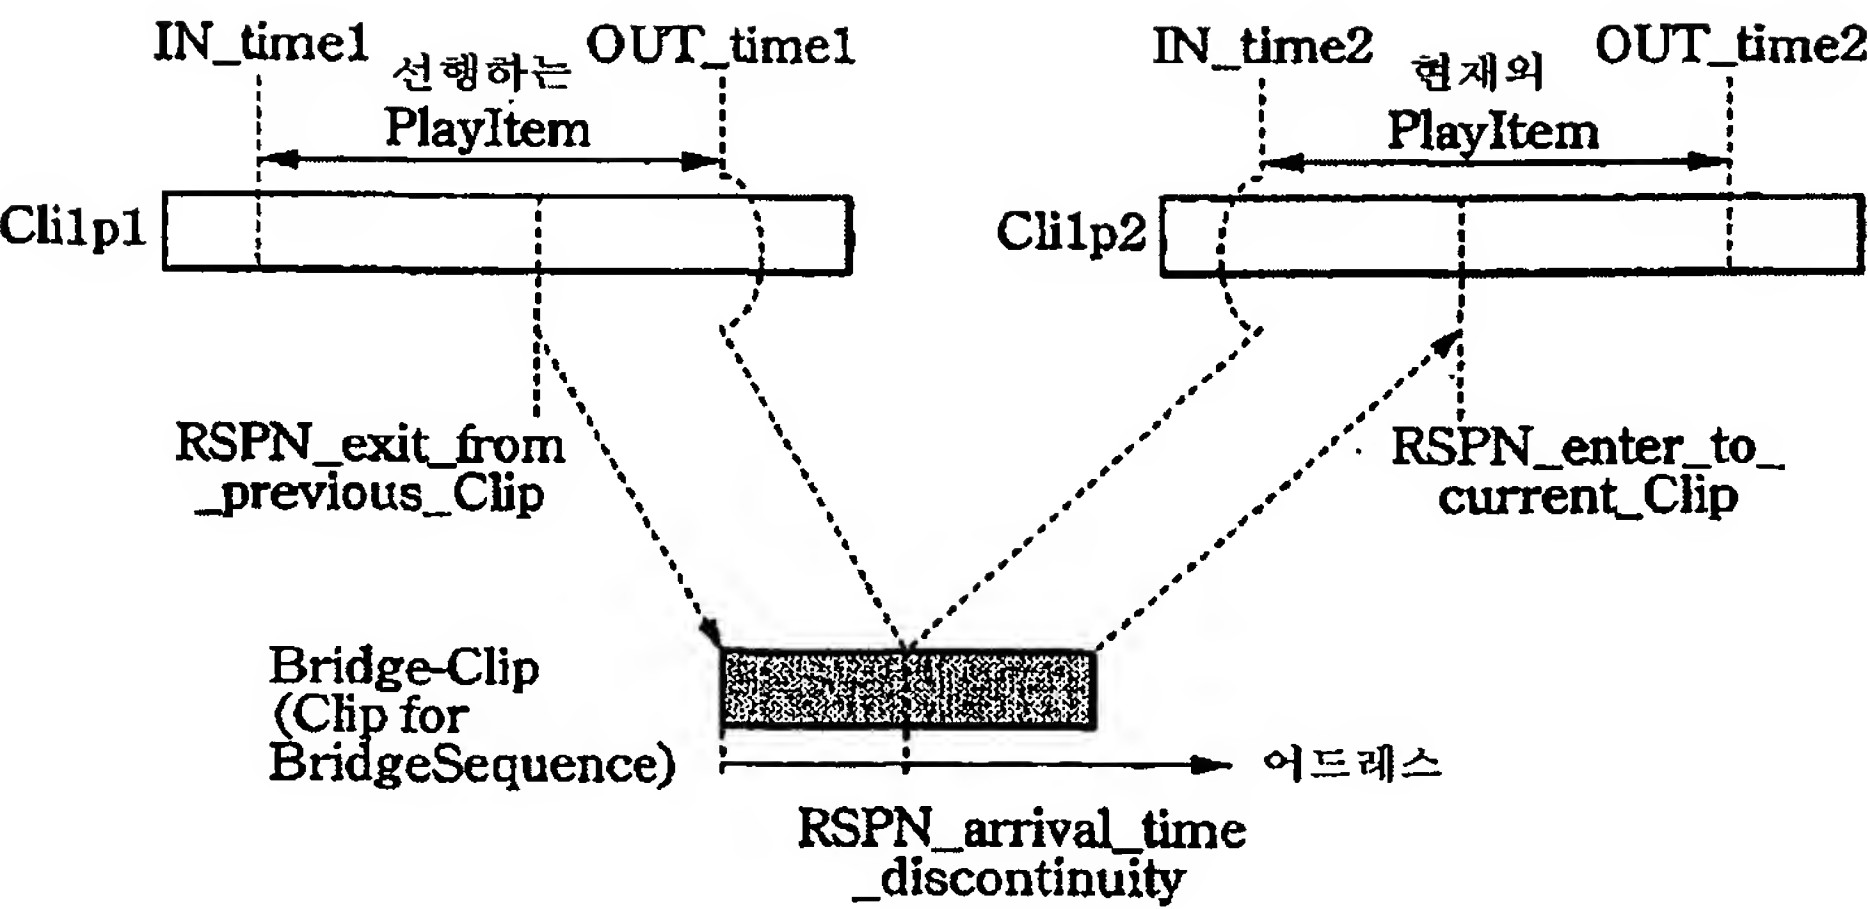 IN_time1
선행하는
PlayItem
OUT_time1
IN_time2
현재의
PlayItem
OUT_time2
Cli1p1
Cli1p2
RSPN_exit_from
_previous_Clip
RSPN_enter_to_
current_Clip
Bridge-Clip
(Clip for
BridgeSequence)
어드레스
RSPN_arrival_time
_discontinuity